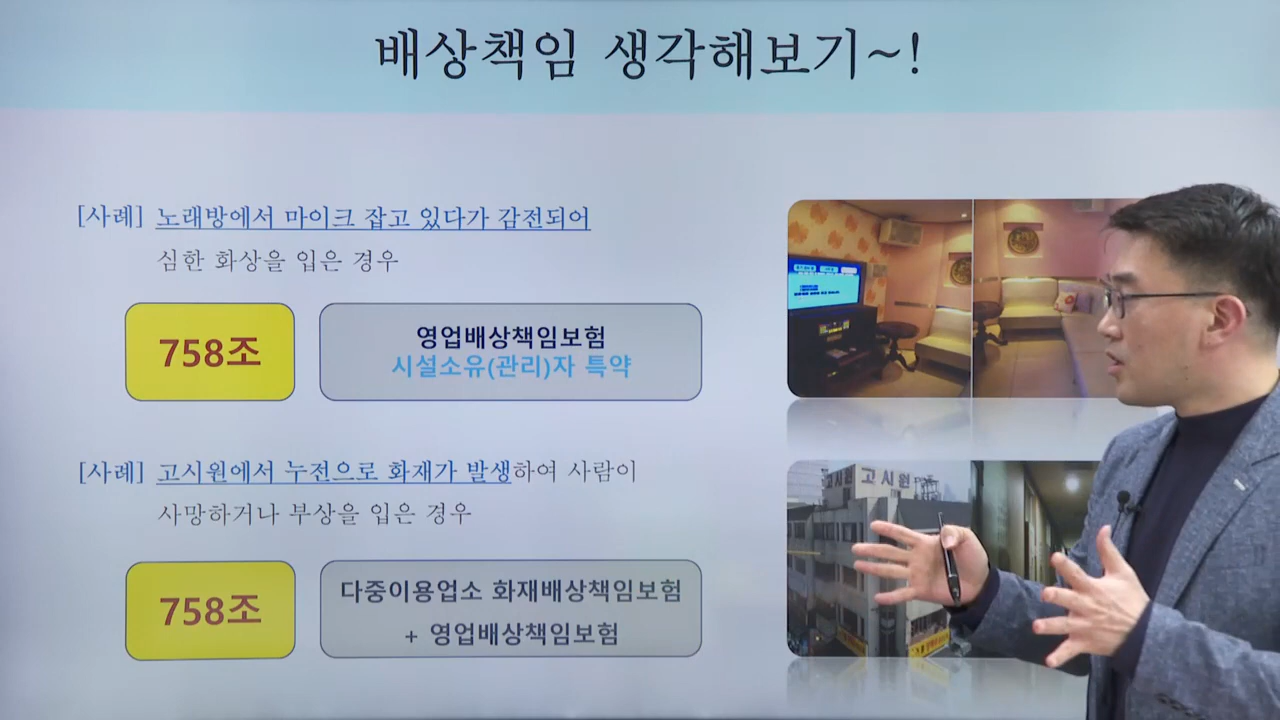 배상책임 생각해보기~!
[사례] 노래방에서 마이크 잡고 있다가 감전되어
심한 화상을 입은 경우
758조
영업배상책임보험
시설소유(관리)자 특약
[사례] 고시원에서 누전으로 화재가 발생하여 사람이
사망하거나 부상을 입은 경우
고시원 고시원
758조
다중이용업소 화재배상책임보험
+ 영업배상책임보험